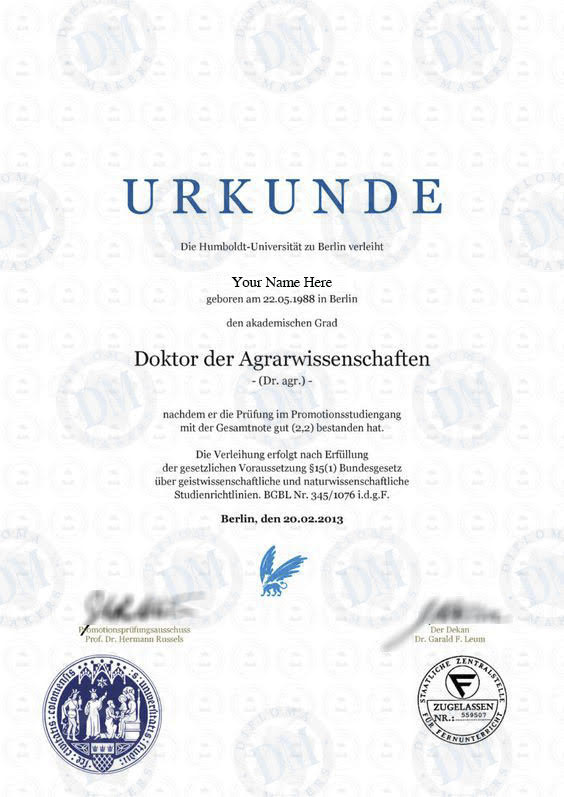 URKUNDE
Die Humboldt-Universität zu Berlin verleiht
Your Name Here
geboren am 22.05.1988 in Berlin
den akademischen Grad
Doktor der Agrarwissenschaften
- (Dr. agr.) -
nachdem er die Prüfung im Promotionsstudiengang
mit der Gesamtnote gut (2,2) bestanden hat.
Die Verleihung erfolgt nach Erfüllung
der gesetzlichen Voraussetzung §15(1) Bundesgesetz
über geistwissenschaftliche und naturwissenschaftliche
Studienrichtlinien. BGBL Nr. 345/1076 i.d.g.F.
Berlin, den 20.02.2013
Promotionsprüfungsausschuss
Prof. Dr. Hermann Russels
Der Dekan
Dr. Garald F. Leum
STAATLICHE ZENTRALSTELLE
ZUGELASSEN
NR.: 559507
FÜR FERNUNTERRICHT
DIPLOMA
DM
MAKERS